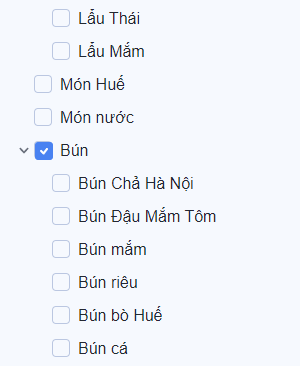 Lẩu Thái
Lẩu Mắm
Món Huế
Món nước
Bún
Bún Chả Hà Nội
Bún Đậu Mắm Tôm
Bún mắm
Bún riêu
Bún bò Huế
Bún cá